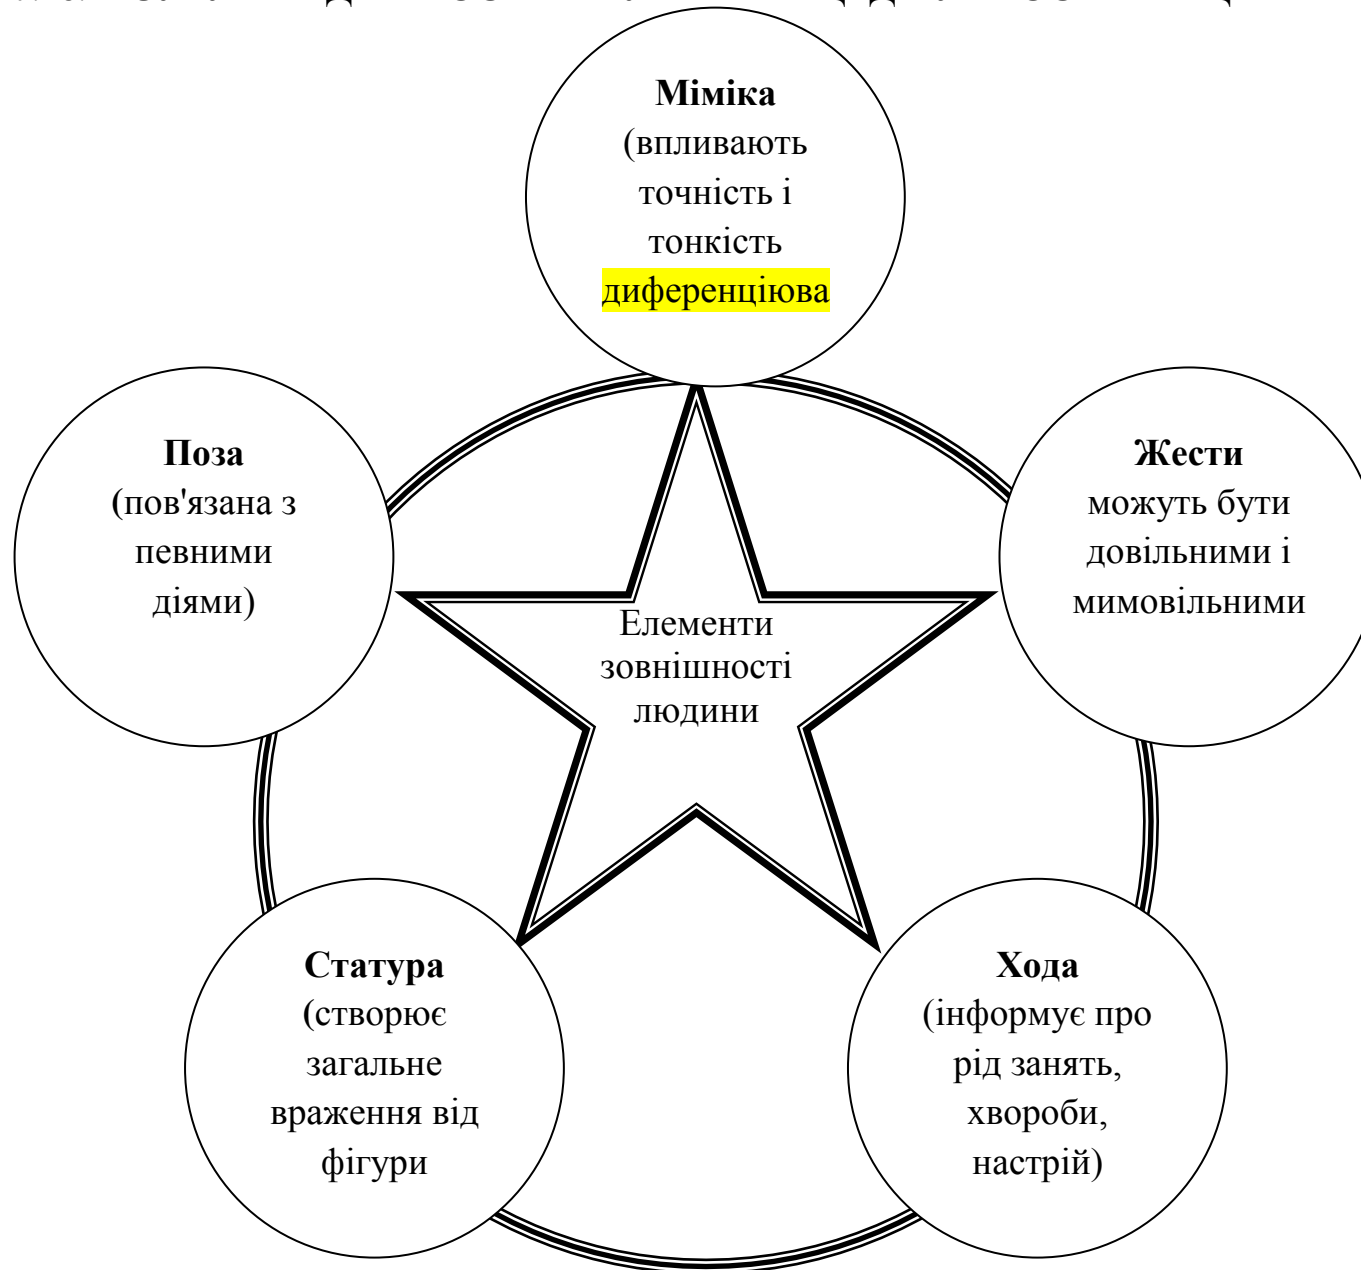 Міміка
(впливають
точність і
тонкість
диференціюва
Поза
(пов'язана з
певними
діями)
Жести
можуть бути
довільними і
мимовільними
Елементи
зовнішності
людини
Статура
(створює
загальне
враження від
фігури
Хода
(інформує про
рід занять,
хвороби,
настрій)